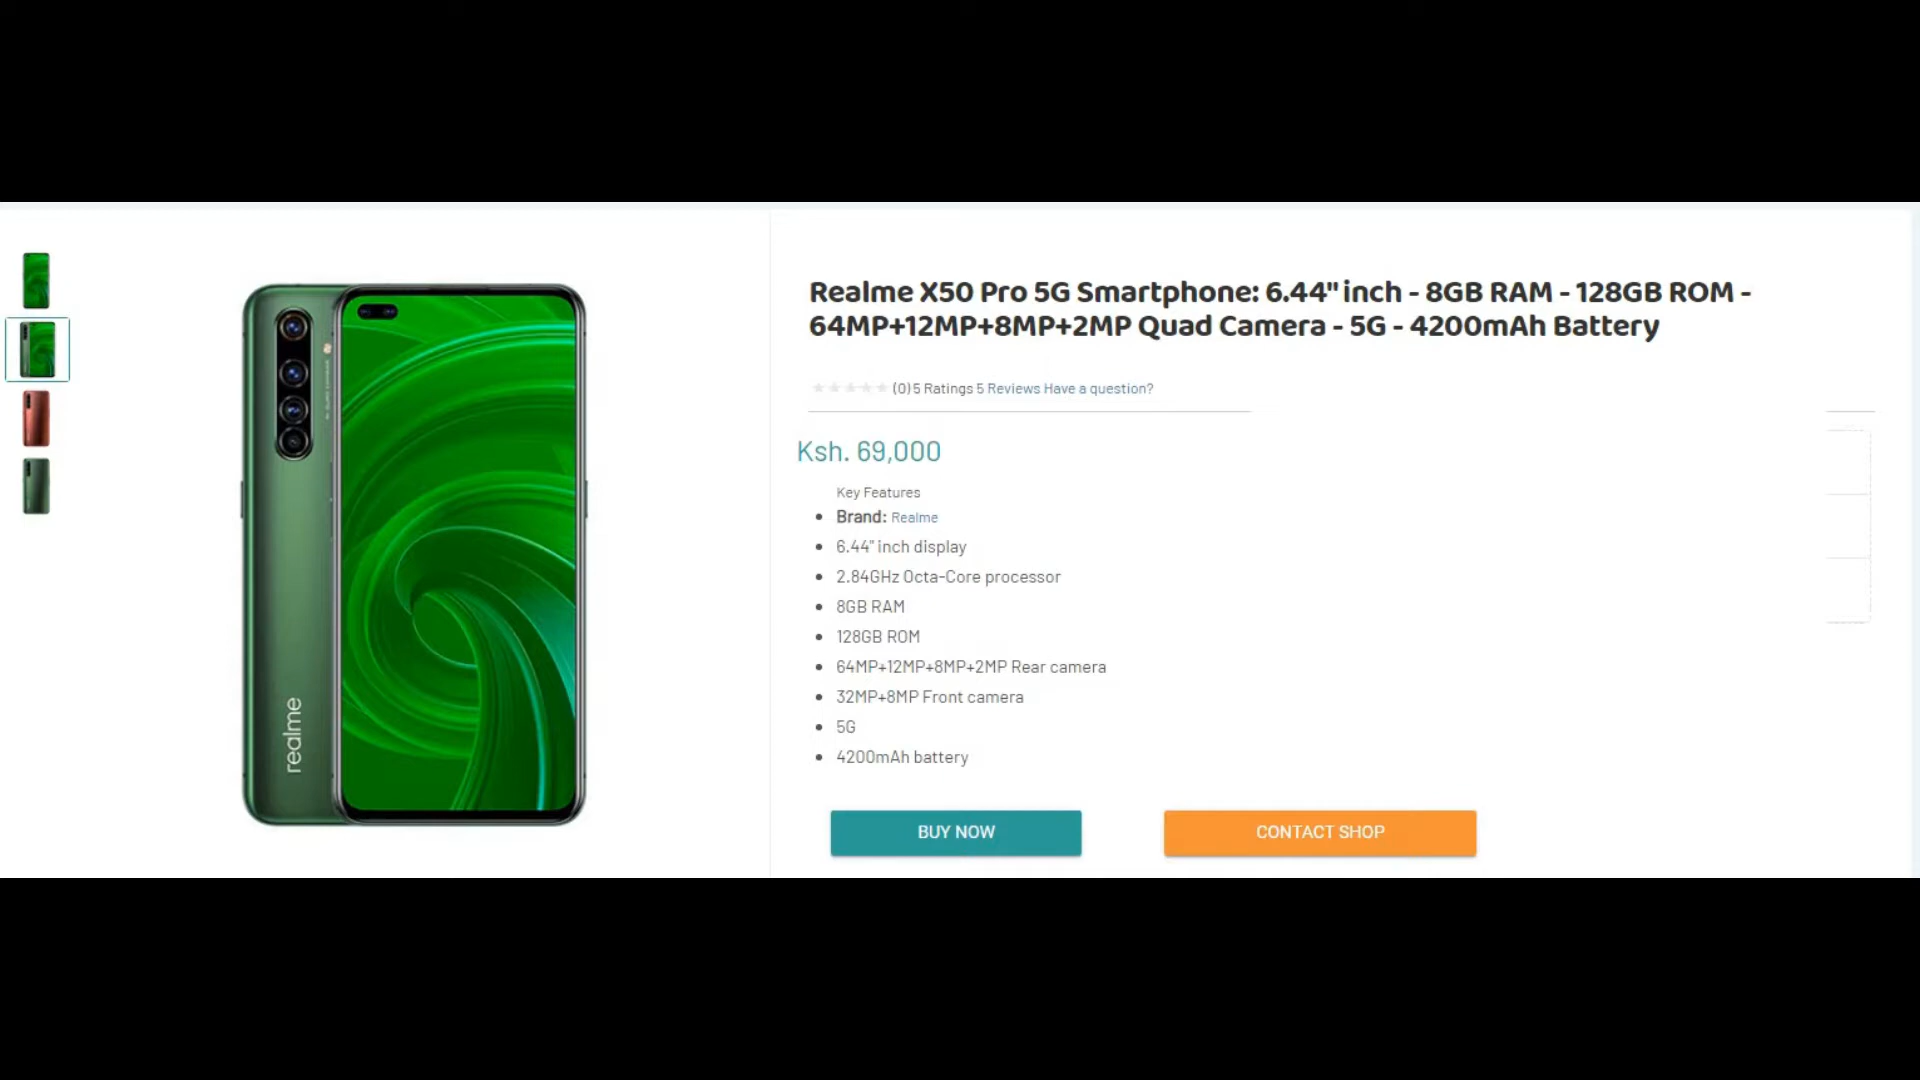 Realme X50 Pro 5G Smartphone: 6.44" inch - 8GB RAM - 128GB ROM -
64MP+12MP+8MP+2MP Quad Camera - 5G - 4200mAh Battery
(0) 5 Ratings 5 Reviews Have a question?
Ksh. 69,000
Key Features
Brand: Realme
6.44" inch display
2.84GHz Octa-Core processor
8GB RAM
128GB ROM
64MP+12MP+8MP+2MP Rear camera
32MP+8MP Front camera
5G
4200mAh battery
BUY NOW
CONTACT SHOP
realme